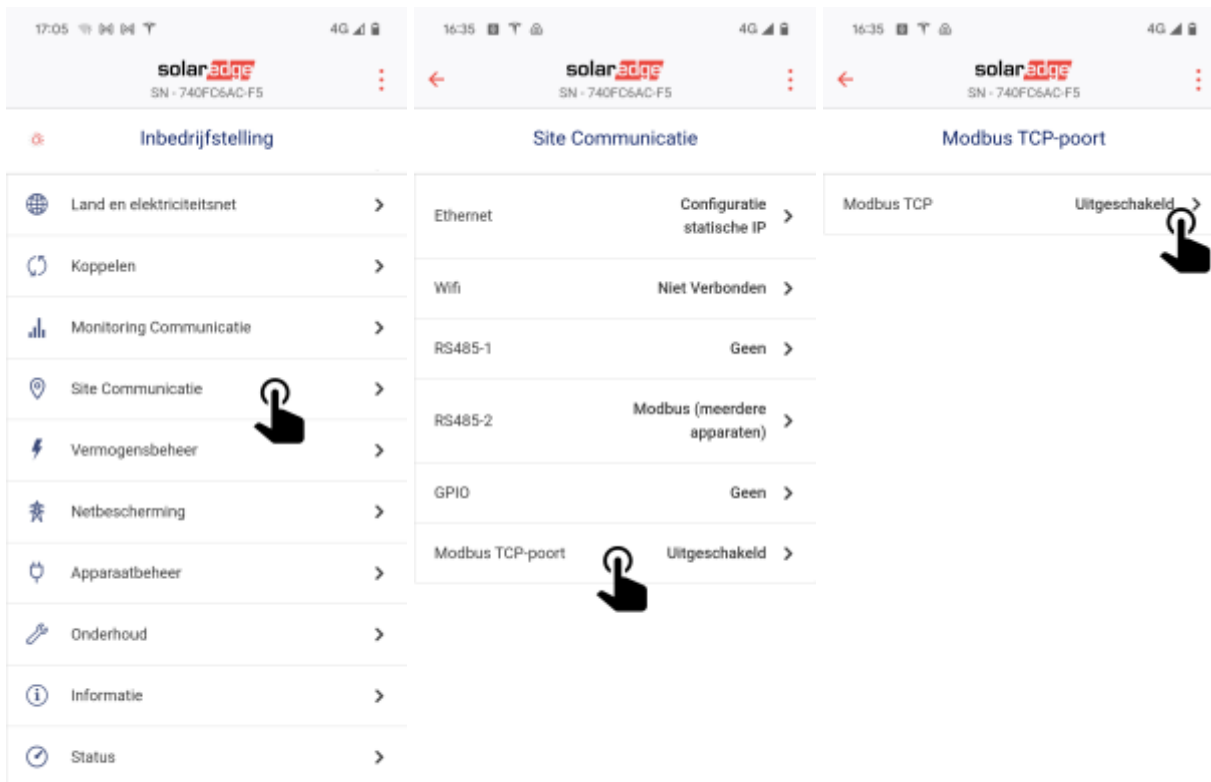 17:05
4G
solaredge
SN - 740FC6AC-F5
Inbedrijfstelling
Land en elektriciteitsnet
Koppelen
Monitoring Communicatie
Site Communicatie
Vermogensbeheer
Netbescherming
Apparaatbeheer
Onderhoud
Informatie
Status
16:35
4G
solaredge
SN - 740FC6AC-F5
Site Communicatie
Ethernet
Configuratie
statische IP
Wifi
Niet Verbonden
RS485-1
Geen
RS485-2
Modbus (meerdere
apparaten)
GPIO
Geen
Modbus TCP-poort
Uitgeschakeld
16:35
4G
solaredge
SN - 740FC6AC-F5
Modbus TCP-poort
Modbus TCP
Uitgeschakeld